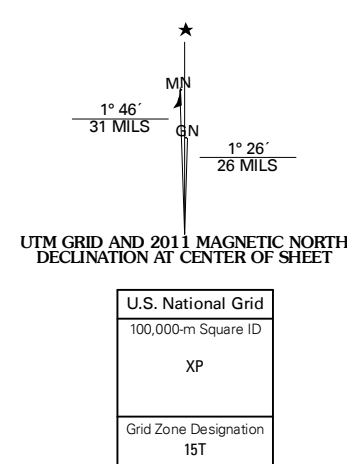 ★
MN
1° 46´
31 MILS
GN
1° 26´
26 MILS
UTM GRID AND 2011 MAGNETIC NORTH
DECLINATION AT CENTER OF SHEET
U.S. National Grid
100,000-m Square ID
XP
Grid Zone Designation
15T